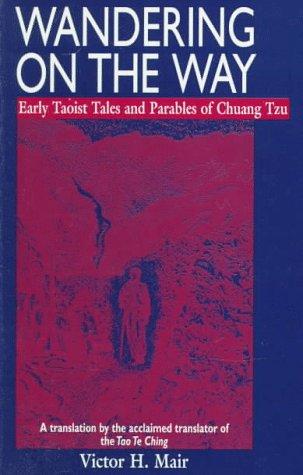 WANDERING
ON THE WAY
Early Taoist Tales and Parables of Chuang Tzu
A translation by the acclaimed translator of
the Tao Te Ching
Victor H. Mair